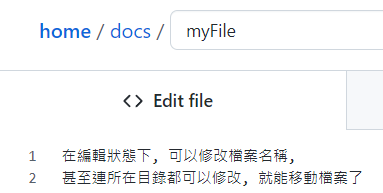 home / docs / myFile
<> Edit file
1 在編輯狀態下, 可以修改檔案名稱,
2 甚至連所在目錄都可以修改, 就能移動檔案了